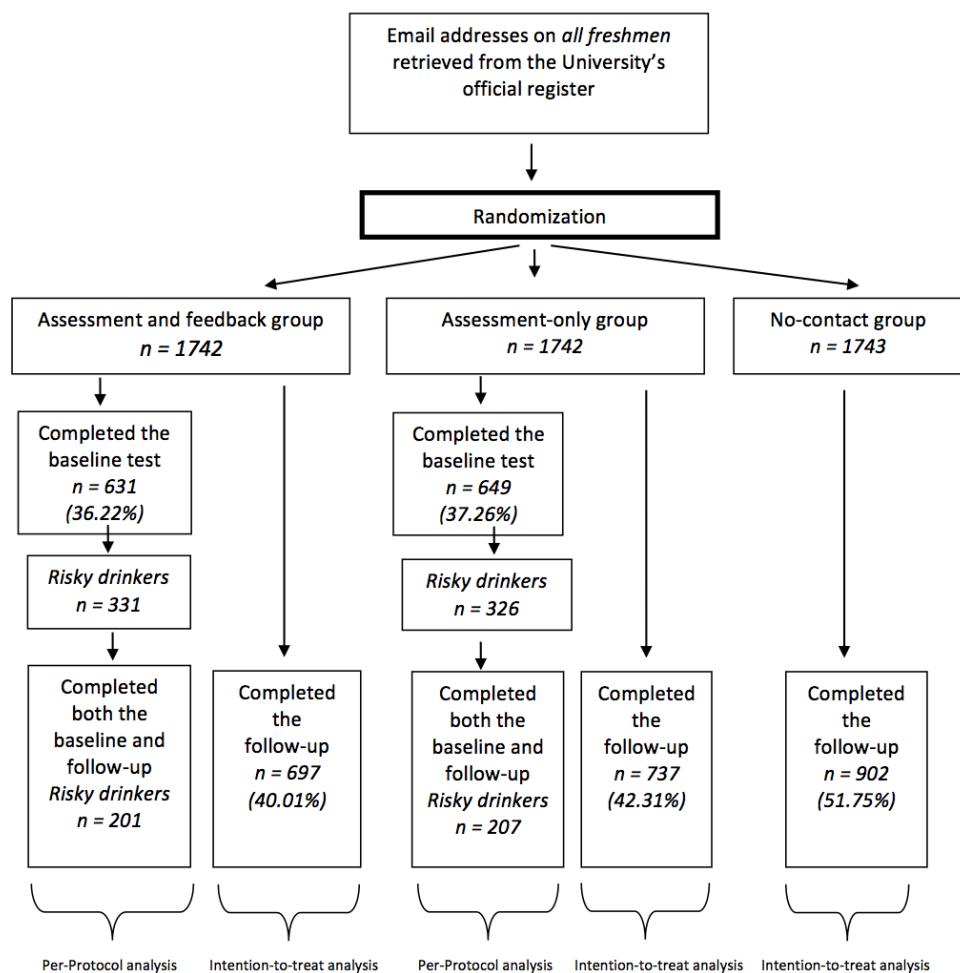 Email addresses on all freshmen
retrieved from the University's
official register
Randomization
Assessment and feedback group
n = 1742
Assessment-only group
n = 1742
No-contact group
n = 1743
Completed the
baseline test
n = 631
(36.22%)
Completed the
baseline test
n = 649
(37.26%)
Risky drinkers
n = 331
Risky drinkers
n = 326
Completed
both the
baseline and
follow-up
Risky drinkers
n = 201
Completed
the
follow-up
n = 697
(40.01%)
Completed
both the
baseline and
follow-up
Risky drinkers
n = 207
Completed
the
follow-up
n = 737
(42.31%)
Completed
the
follow-up
n = 902
(51.75%)
Per-Protocol analysis
Intention-to-treat analysis
Per-Protocol analysis
Intention-to-treat analysis
Intention-to-treat analysis